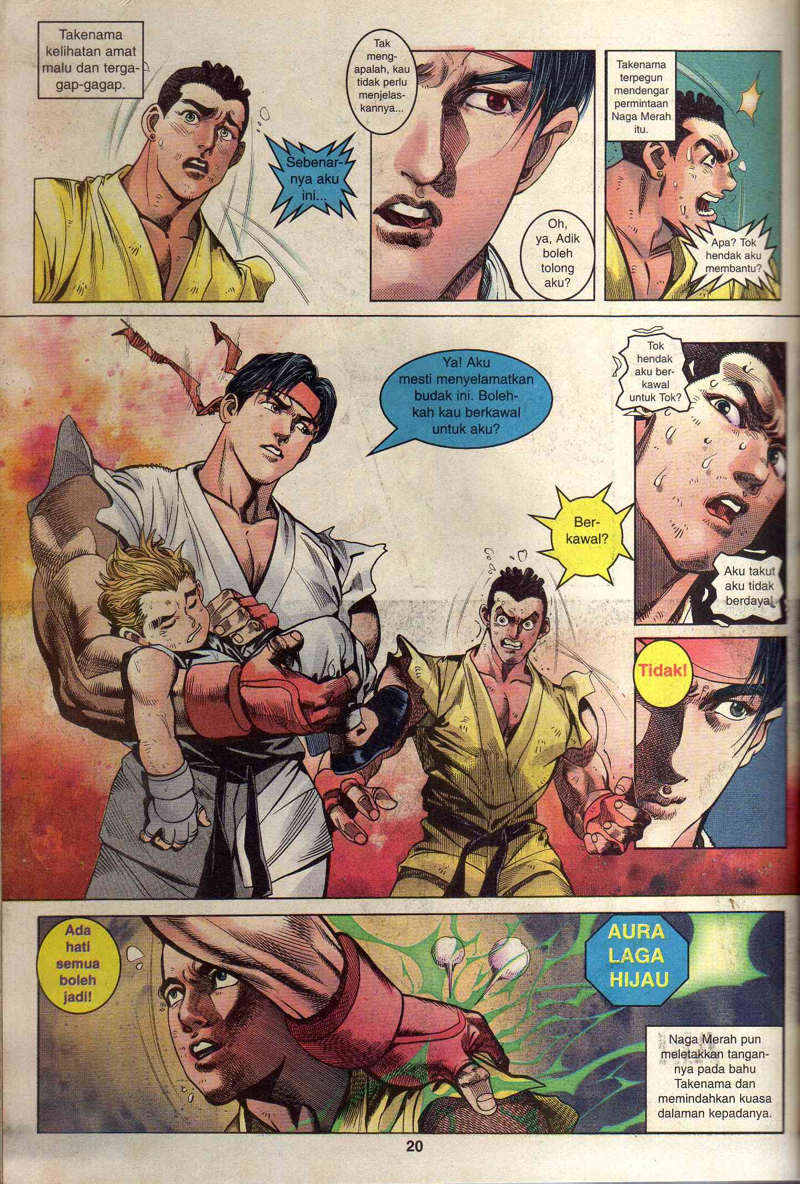 Takenama
kelihatan amat
malu dan terga-
gap-gagap.
Sebenar-
nya aku
ini...
Tak
meng-
apalah, kau
tidak perlu
menjelas-
kannya...
Oh,
ya, Adik
boleh
tolong
aku?
Takenama
terpegun
mendengar
permintaan
Naga Merah
itu.
Apa? Tok
hendak aku
membantu?
Ya! Aku
mesti menyelamatkan
budak ini. Boleh-
kah kau berkawal
untuk aku?
Ber-
kawal?
Tok
hendak
aku ber-
kawal
untuk Tok?
Aku takut
aku tidak
berdaya!
Tidak!
Ada
hati
semua
boleh
jadi!
AURA
LAGA
HIJAU
Naga Merah pun
meletakkan tangan-
nya pada bahu
Takenama dan
memindahkan kuasa
dalaman kepadanya.
20